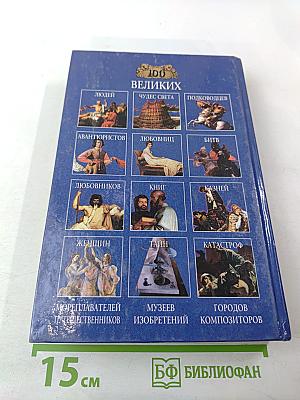 100
ВЕЛИКИХ
ЛЮДЕЙ ЧУДЕС СВЕТА ПОЛКОВОДЦЕВ
АВАНТЮРИСТОВ ЛЮБОВНИЦ БИТВ
ЛЮБОВНИКОВ КНИГ КАЗНЕЙ
ЖЕНЩИН ТАЙН КАТАСТРОФ
МОРЕПЛАВАТЕЛЕЙ МУЗЕЕВ ГОРОДОВ
ПУТЕШЕСТВЕННИКОВ ИЗОБРЕТЕНИЙ КОМПОЗИТОРОВ
15 см БФ БИБЛИОФАН